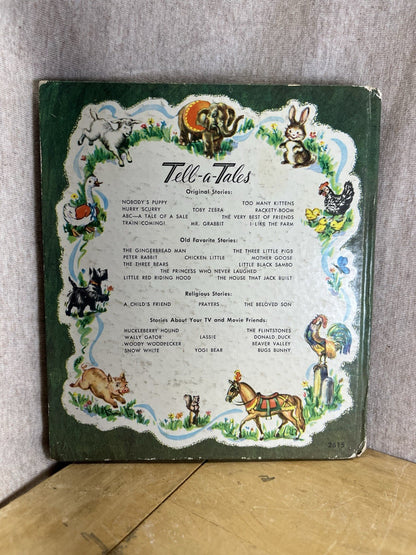 Tell-a-Tales
Original Stories:
NOBODY'S PUPPY TOO MANY KITTENS
HURRY SCURRY TOBY ZEBRA RACKETY-BOOM
ABC—A TALE OF A SALE THE VERY BEST OF FRIENDS
TRAIN COMING! MR. GRABBIT I LIKE THE FARM
Old Favorite Stories:
THE GINGERBREAD MAN THE THREE LITTLE PIGS
PETER RABBIT CHICKEN LITTLE MOTHER GOOSE
THE THREE BEARS LITTLE BLACK SAMBO
THE PRINCESS WHO NEVER LAUGHED
LITTLE RED RIDING HOOD THE HOUSE THAT JACK BUILT
Religious Stories:
A CHILD'S FRIEND PRAYERS THE BELOVED SON
Stories About Your TV and Movie Friends:
HUCKLEBERRY HOUND THE FLINTSTONES
WALLY GATOR LASSIE DONALD DUCK
WOODY WOODPECKER BEAVER VALLEY
SNOW WHITE YOGI BEAR BUGS BUNNY
2515